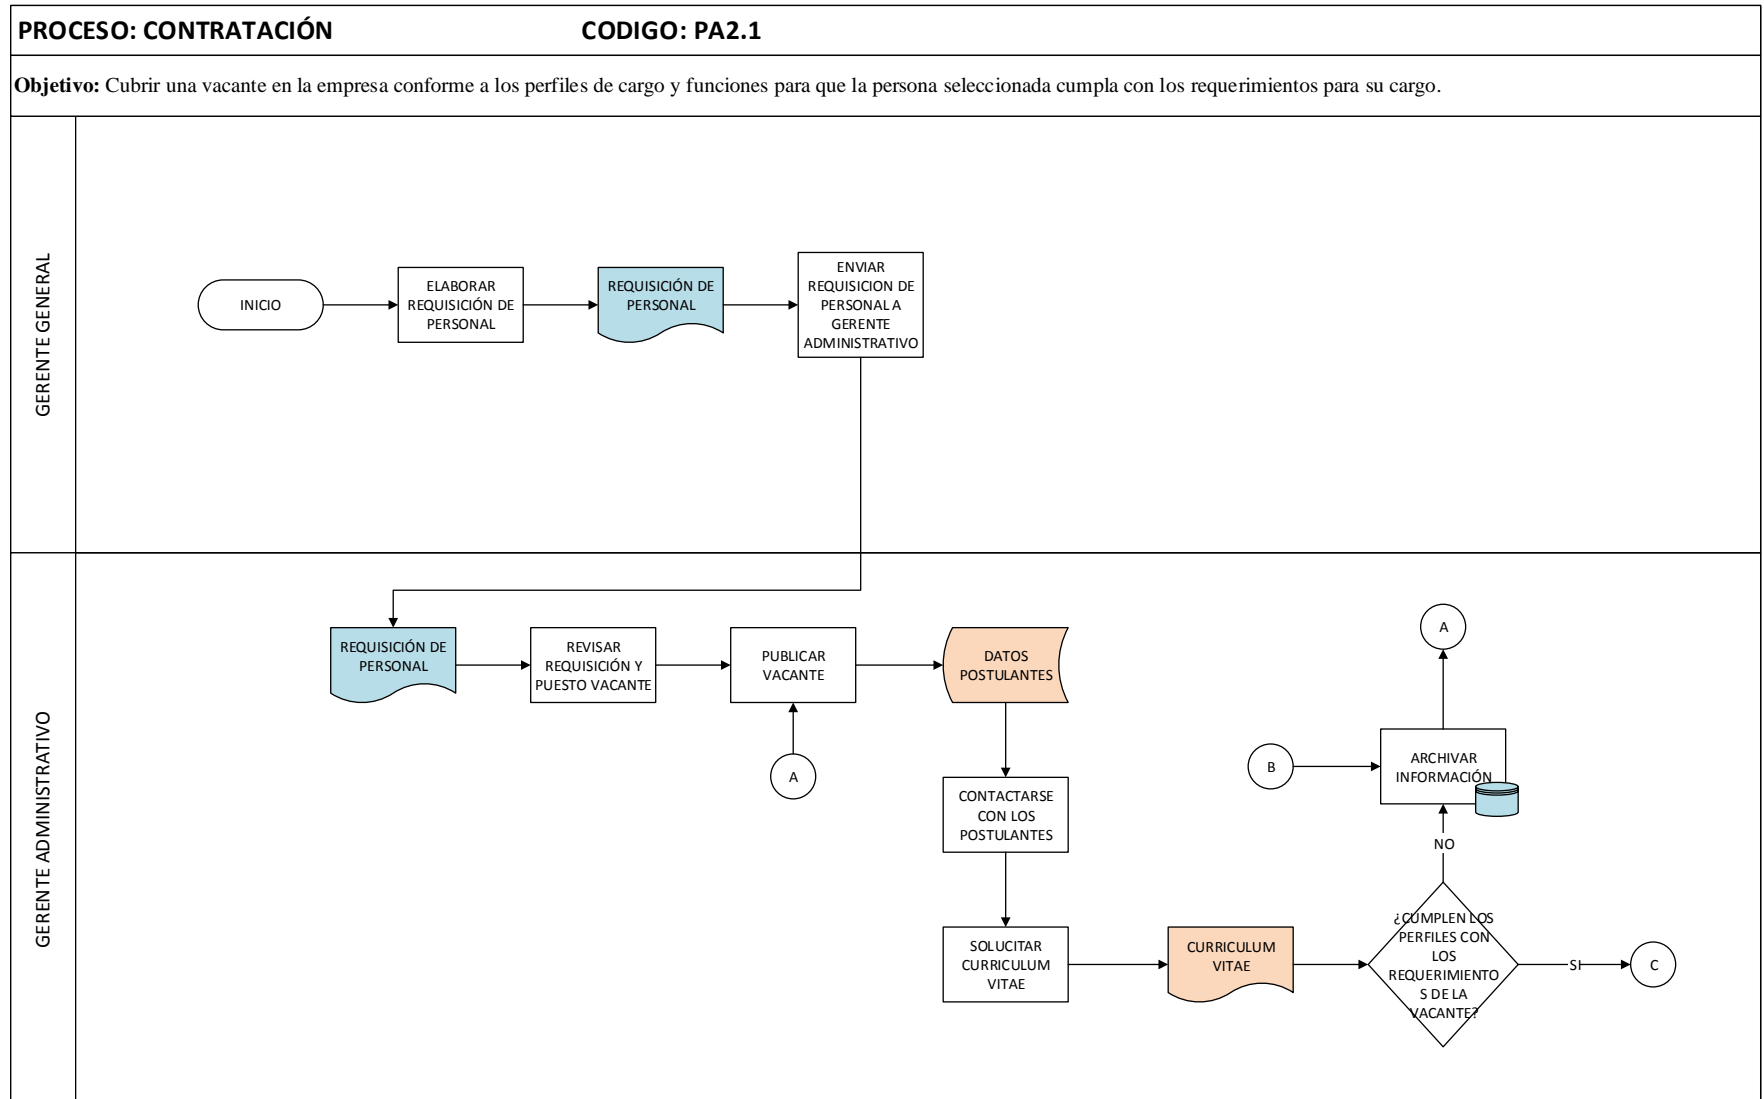 PROCESO: CONTRATACIÓN CODIGO: PA2.1
Objetivo: Cubrir una vacante en la empresa conforme a los perfiles de cargo y funciones para que la persona seleccionada cumpla con los requerimientos para su cargo.
GERENTE GENERAL
INICIO
ELABORAR
REQUISICIÓN DE
PERSONAL
REQUISICIÓN DE
PERSONAL
ENVIAR
REQUISICION DE
PERSONAL A
GERENTE
ADMINISTRATIVO
GERENTE ADMINISTRATIVO
REQUISICIÓN DE
PERSONAL
REVISAR
REQUISICIÓN Y
PUESTO VACANTE
PUBLICAR
VACANTE
A
DATOS
POSTULANTES
CONTACTARSE
CON LOS
POSTULANTES
SOLUCITAR
CURRICULUM
VITAE
CURRICULUM
VITAE
¿CUMPLEN LOS
PERFILES CON
LOS
REQUERIMIENTO
S DE LA
VACANTE?
NO
SI
C
B
ARCHIVAR
INFORMACIÓN
A